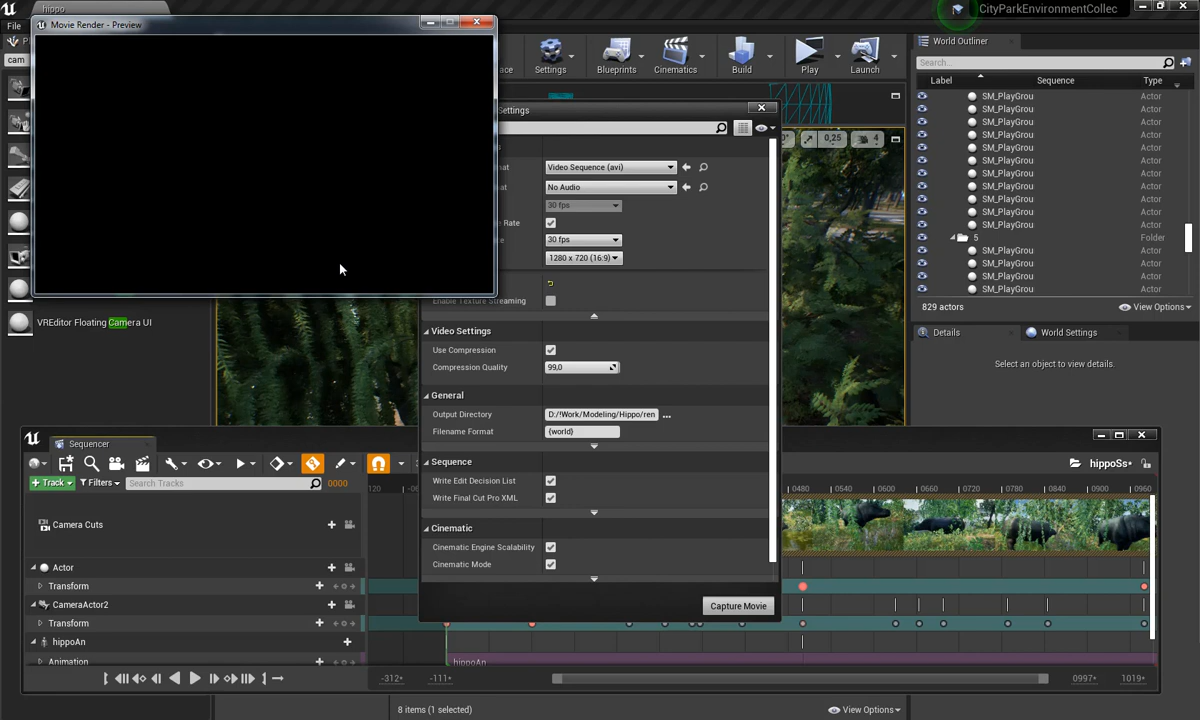 hippo
CityParkEnvironmentCollec
Movie Render - Preview
File
cam
Settings
Blueprints
Cinematics
Build
Play
Launch
World Outliner
Search...
Label
Sequence
Type
SM_PlayGrou Actor
SM_PlayGrou Actor
SM_PlayGrou Actor
SM_PlayGrou Actor
SM_PlayGrou Actor
SM_PlayGrou Actor
SM_PlayGrou Actor
SM_PlayGrou Actor
SM_PlayGrou Actor
SM_PlayGrou Actor
SM_PlayGrou Actor
5 Folder
SM_PlayGrou Actor
SM_PlayGrou Actor
SM_PlayGrou Actor
SM_PlayGrou Actor
829 actors
View Options
Details
World Settings
Select an object to view details.
0,25
4
Settings
Video Sequence (avi)
No Audio
30 fps
30 fps
1280 x 720 (16:9)
Enable Texture Streaming
Video Settings
Use Compression
Compression Quality 99,0
General
Output Directory D:/!Work/Modeling/Hippo/ren ...
Filename Format {world}
Sequence
Write Edit Decision List
Write Final Cut Pro XML
Cinematic
Cinematic Engine Scalability
Cinematic Mode
Capture Movie
VREditor Floating Camera UI
Sequencer
hippoSs*
+ Track
Filters
Search Tracks
0000
0480 0600 0660 0720 0780 0840 0900 0960
Camera Cuts
Actor
Transform
CameraActor2
Transform
hippoAn
Animation
hippoAn
-312*
-111*
0997*
1019*
8 items (1 selected)
View Options